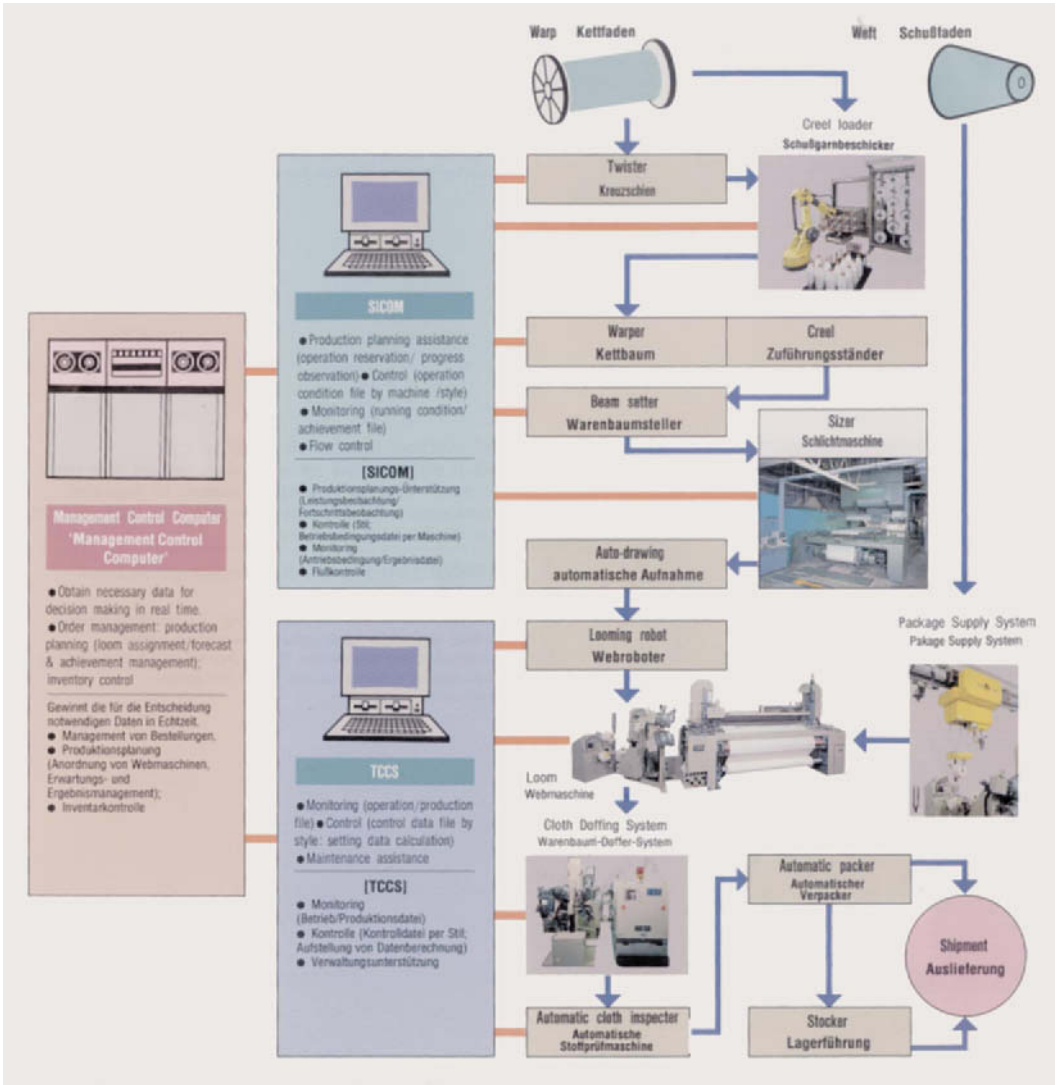 Warp Kettfaden
Weft Schußfaden
Creel loader
Schußgarnbeschicker
Twister
Kreuzschien
SICOM
● Production planning assistance
(operation reservation/ progress
observation) ● Control (operation
condition file by machine /style)
● Monitoring (running condition/
achievement file)
● Flow control
[SICOM]
● Produktionsplanungs-Unterstützung
(Leistungsbeobachtung/
Fortschrittsbeobachtung)
● Kontrolle (Stil;
Betriebsbedingungsdatei per Maschine)
● Monitoring
(Antriebsbedingung/Ergebnisdatei)
● Flußkontrolle
Warper
Kettbaum
Creel
Zuführungsständer
Beam setter
Warenbaumsteller
Sizer
Schlichtmaschine
Auto-drawing
automatische Aufnahme
Management Control Computer
'Management Control
Computer'
● Obtain necessary data for
decision making in real time.
● Order management: production
planning (loom assignment/forecast
& achievement management);
inventory control
Gewinnt die für die Entscheidung
notwendigen Daten in Echtzeit.
● Management von Bestellungen.
● Produktionsplanung
(Anordnung von Webmaschinen,
Erwartungs- und
Ergebnismanagement);
● Inventarkontrolle
Looming robot
Webroboter
Package Supply System
Pakage Supply System
Loom
Webmaschine
TCCS
● Monitoring (operation/production
file) ● Control (control data file by
style: setting data calculation)
● Maintenance assistance
[TCCS]
● Monitoring
(Betrieb/Produktionsdatei)
● Kontrolle (Kontrolldatei per Stil;
Aufstellung von Datenberechnung)
● Verwaltungsunterstützung
Cloth Doffing System
Warenbaum-Doffer-System
Automatic cloth inspecter
Automatische
Stoffprüfmaschine
Automatic packer
Automatischer
Verpacker
Stocker
Lagerführung
Shipment
Auslieferung